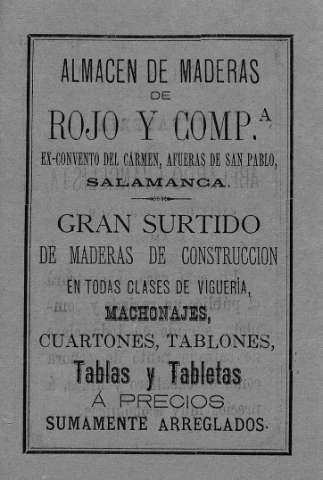 ALMACEN DE MADERAS
DE
ROJO Y COMP.A
EX-CONVENTO DEL CÁRMEN, AFUERAS DE SAN PABLO,
SALAMANCA.
GRAN SURTIDO
DE MADERAS DE CONSTRUCCION
EN TODAS CLASES DE VIGUERÍA,
MACHONAJES,
CUARTONES, TABLONES,
Tablas y Tabletas
Á PRECIOS
SUMAMENTE ARREGLADOS.